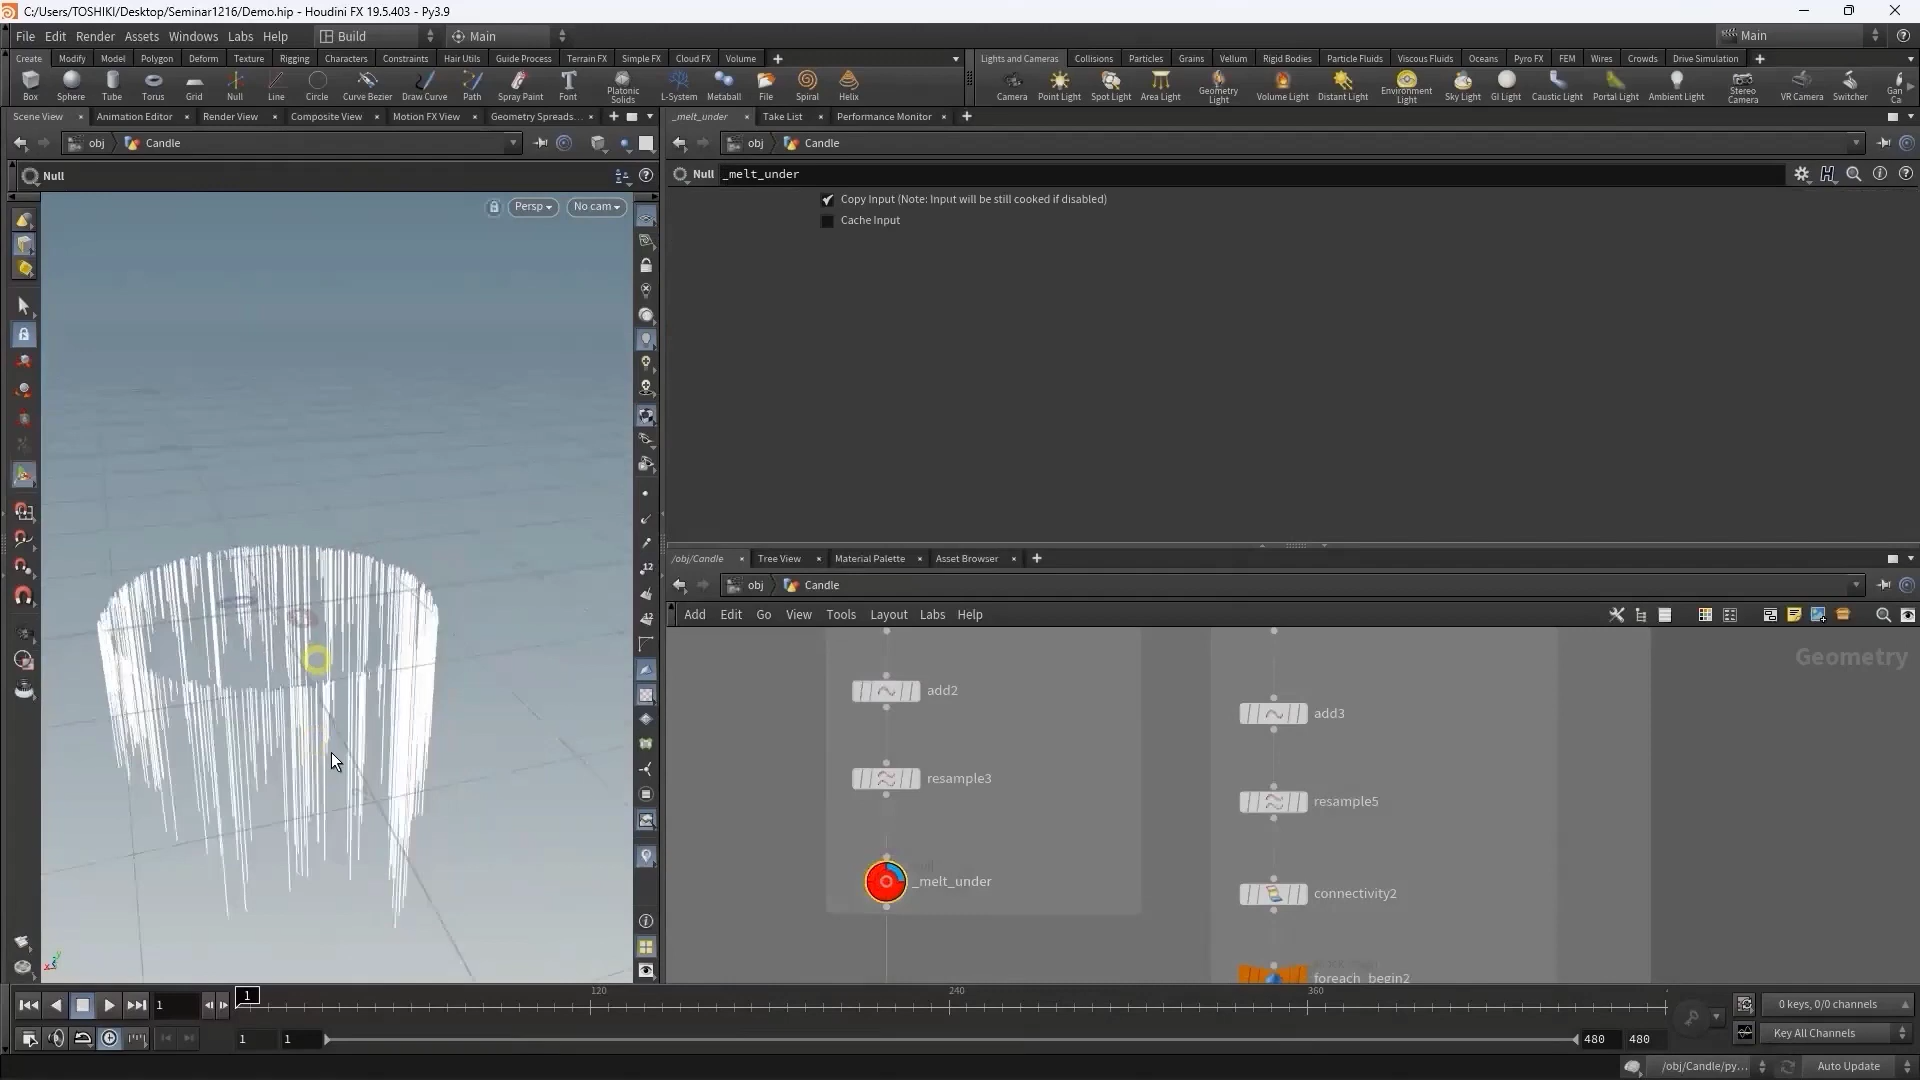 C:/Users/TOSHIKI/Desktop/Seminar1216/Demo.hip - Houdini FX 19.5.403 - Py3.9
File Edit Render Assets Windows Labs Help Build Main Main
Create Modify Model Polygon Deform Texture Rigging Characters Constraints Hair Utils Guide Process Terrain FX Simple FX Cloud FX Volume
Lights and Cameras Collisions Particles Grains Vellum Rigid Bodies Particle Fluids Viscous Fluids Oceans Pyro FX FEM Wires Crowds Drive Simulation
Box Sphere Tube Torus Grid Null Line Circle Curve Bezier Draw Curve Path Spray Paint Font Platonic Solids L-System Metaball File Spiral Helix
Camera Point Light Spot Light Area Light Geometry Light Volume Light Distant Light Environment Light Sky Light GI Light Caustic Light Portal Light Ambient Light Stereo Camera VR Camera Switcher Gan Ca
Scene View Animation Editor Render View Composite View Motion FX View Geometry Spreads...
_melt_under Take List Performance Monitor
obj Candle
obj Candle
Null
Null _melt_under
Copy Input (Note: Input will be still cooked if disabled)
Cache Input
Persp No cam
/obj/Candle Tree View Material Palette Asset Browser
obj Candle
Add Edit Go View Tools Layout Labs Help
Geometry
add2
add3
resample3
resample5
_melt_under
connectivity2
foreach_begin2
12
12
1 1 120 240 360
0 keys, 0/0 channels
1 1 480 480
Key All Channels
/obj/Candle/py... Auto Update